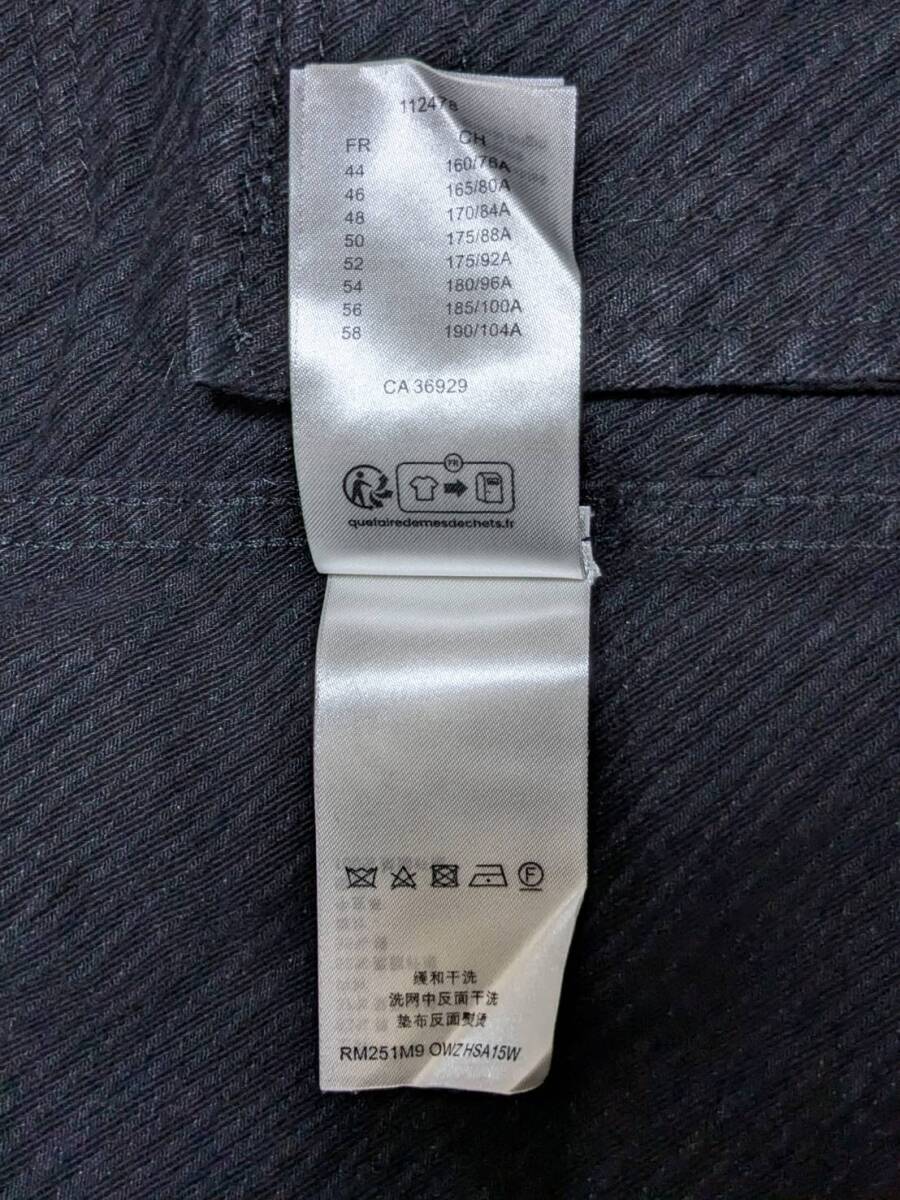 11247a
FR CH
44 160/76A
46 165/80A
48 170/84A
50 175/88A
52 175/92A
54 180/96A
56 185/100A
58 190/104A
CA 36929
FR
quefairedemesdechets.fr
F
缓和干洗
洗网中反面干洗
垫布反面熨烫
RM251M9 OWZHSA15W